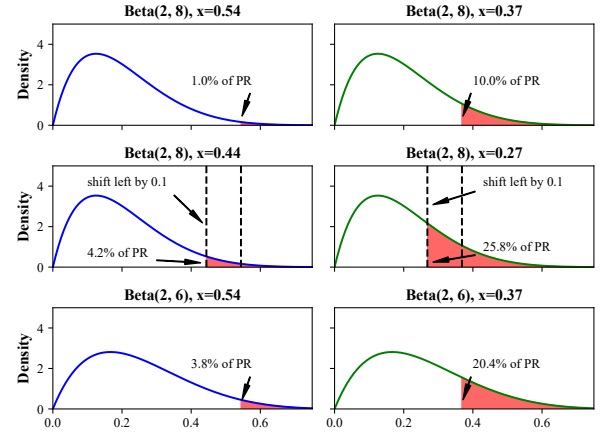 Beta(2, 8), x=0.54
Beta(2, 8), x=0.37
Density
4
2
0
1.0% of PR
10.0% of PR
Beta(2, 8), x=0.44
Beta(2, 8), x=0.27
Density
4
2
0
shift left by 0.1
4.2% of PR
shift left by 0.1
25.8% of PR
Beta(2, 6), x=0.54
Beta(2, 6), x=0.37
Density
4
2
0
3.8% of PR
20.4% of PR
0.0 0.2 0.4 0.6
0.0 0.2 0.4 0.6